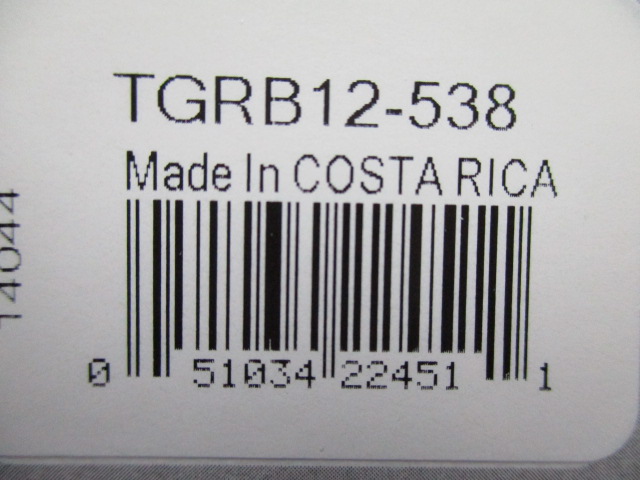 TGRB12-538
Made In COSTA RICA
0 51034 22451 1
14044